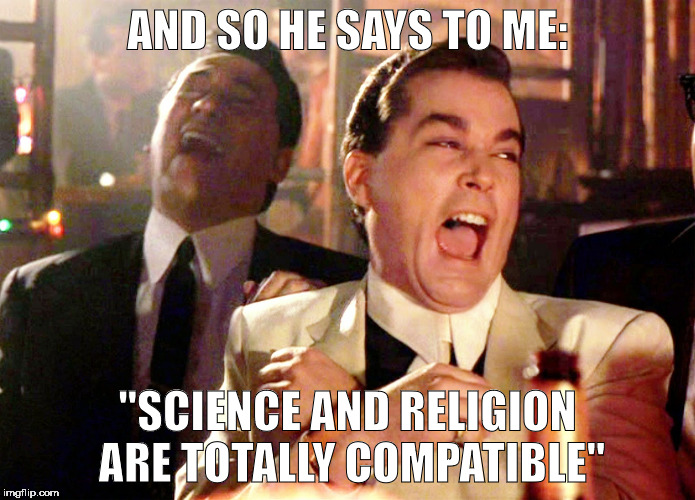 AND SO HE SAYS TO ME:
"SCIENCE AND RELIGION
ARE TOTALLY COMPATIBLE"
imgflip.com